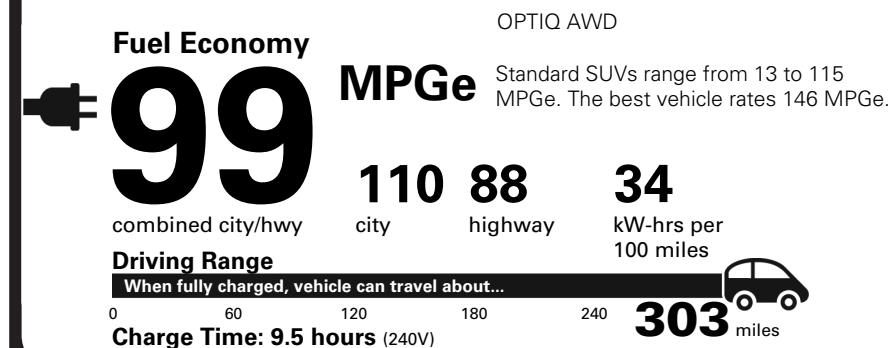 OPTIQ AWD
Fuel Economy
99
MPGe
Standard SUVs range from 13 to 115
MPGe. The best vehicle rates 146 MPGe.
110 88 34
combined city/hwy city highway kW-hrs per
100 miles
Driving Range
When fully charged, vehicle can travel about...
0 60 120 180 240 303 miles
Charge Time: 9.5 hours (240V)